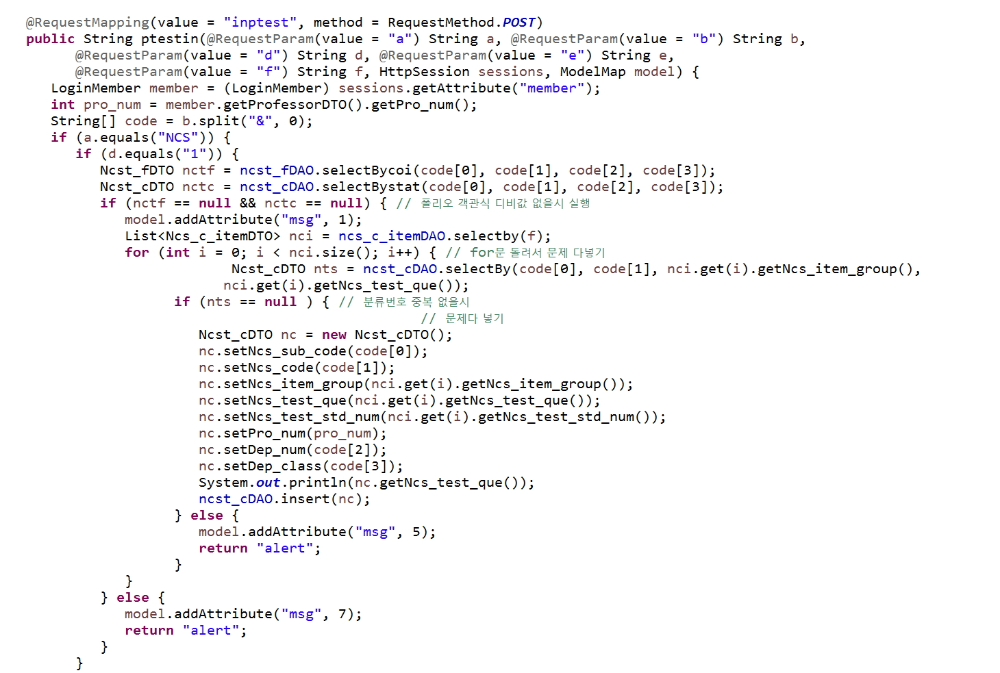 @RequestMapping(value = "inptest", method = RequestMethod.POST)
public String ptestin(@RequestParam(value = "a") String a, @RequestParam(value = "b") String b,
@RequestParam(value = "d") String d, @RequestParam(value = "e") String e,
@RequestParam(value = "f") String f, HttpSession sessions, ModelMap model) {
LoginMember member = (LoginMember) sessions.getAttribute("member");
int pro_num = member.getProfessorDTO().getPro_num();
String[] code = b.split("&", 0);
if (a.equals("NCS")) {
if (d.equals("1")) {
Ncst_fDTO nctf = ncst_fDAO.selectBycoi(code[0], code[1], code[2], code[3]);
Ncst_cDTO nctc = ncst_cDAO.selectBystat(code[0], code[1], code[2], code[3]);
if (nctf == null && nctc == null) { // 폴리오 객관식 디비값 없을시 실행
model.addAttribute("msg", 1);
List<Ncs_c_itemDTO> nci = ncs_c_itemDAO.selectby(f);
for (int i = 0; i < nci.size(); i++) { // for문 돌려서 문제 다넣기
Ncst_cDTO nts = ncst_cDAO.selectBy(code[0], code[1], nci.get(i).getNcs_item_group(),
nci.get(i).getNcs_test_que());
if (nts == null ) { // 분류번호 중복 없을시
// 문제다 넣기
Ncst_cDTO nc = new Ncst_cDTO();
nc.setNcs_sub_code(code[0]);
nc.setNcs_code(code[1]);
nc.setNcs_item_group(nci.get(i).getNcs_item_group());
nc.setNcs_test_que(nci.get(i).getNcs_test_que());
nc.setNcs_test_std_num(nci.get(i).getNcs_test_std_num());
nc.setPro_num(pro_num);
nc.setDep_num(code[2]);
nc.setDep_class(code[3]);
System.out.println(nc.getNcs_test_que());
ncst_cDAO.insert(nc);
} else {
model.addAttribute("msg", 5);
return "alert";
}
}
} else {
model.addAttribute("msg", 7);
return "alert";
}
}